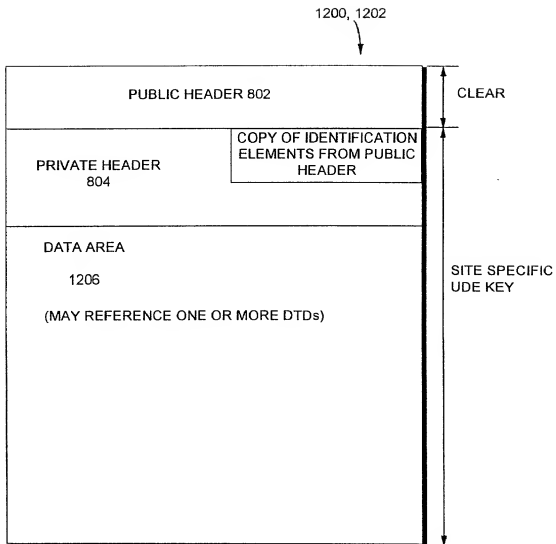 1200, 1202
PUBLIC HEADER 802
CLEAR
COPY OF IDENTIFICATION
ELEMENTS FROM PUBLIC
HEADER
PRIVATE HEADER
804
DATA AREA
1206
(MAY REFERENCE ONE OR MORE DTDs)
SITE SPECIFIC
UDE KEY